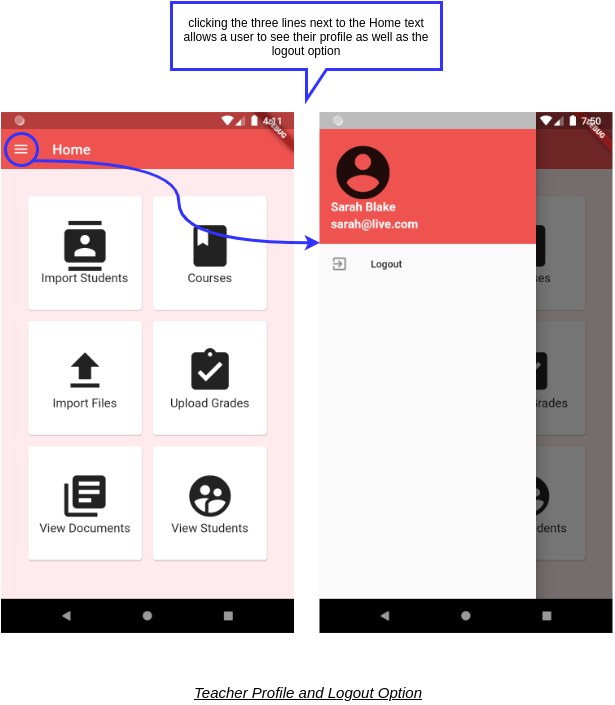 clicking the three lines next to the Home text
allows a user to see their profile as well as the
logout option
4:11
Home
Import Students
Courses
Import Files
Upload Grades
View Documents
View Students
7:50
Sarah Blake
sarah@live.com
Logout
ses
Grades
dents
Teacher Profile and Logout Option